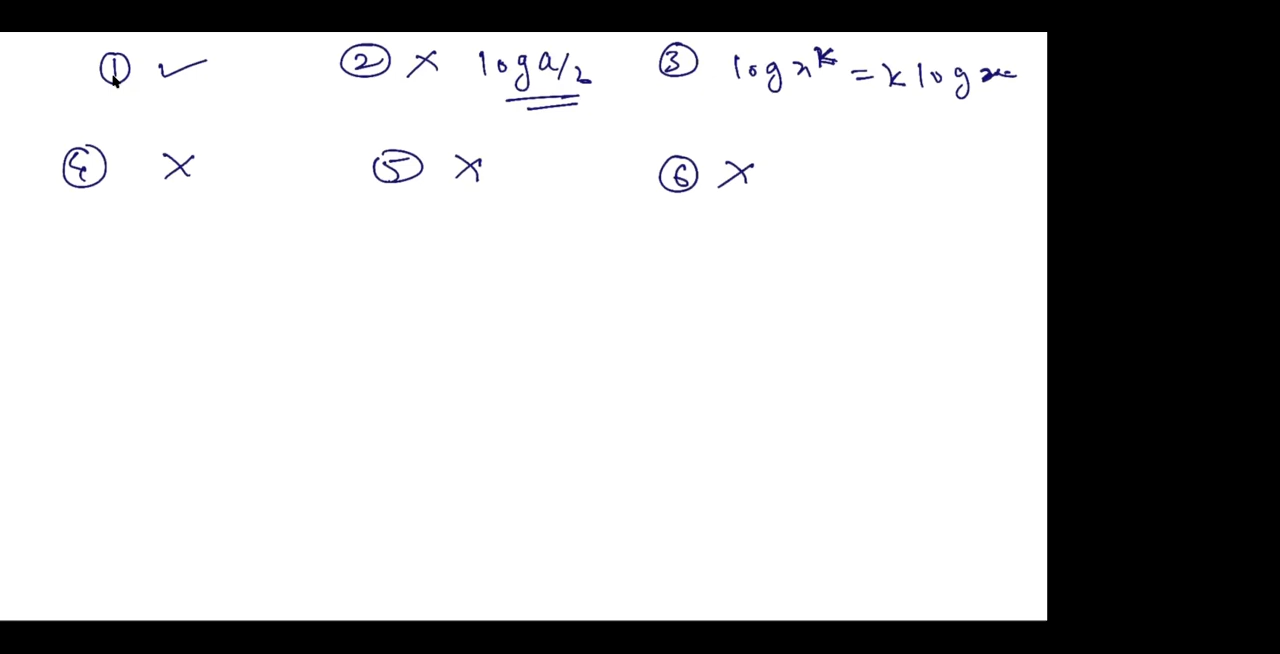 ① ✓ ② × log a/2 ③ log x^k = k log x
④ × ⑤ × ⑥ ×